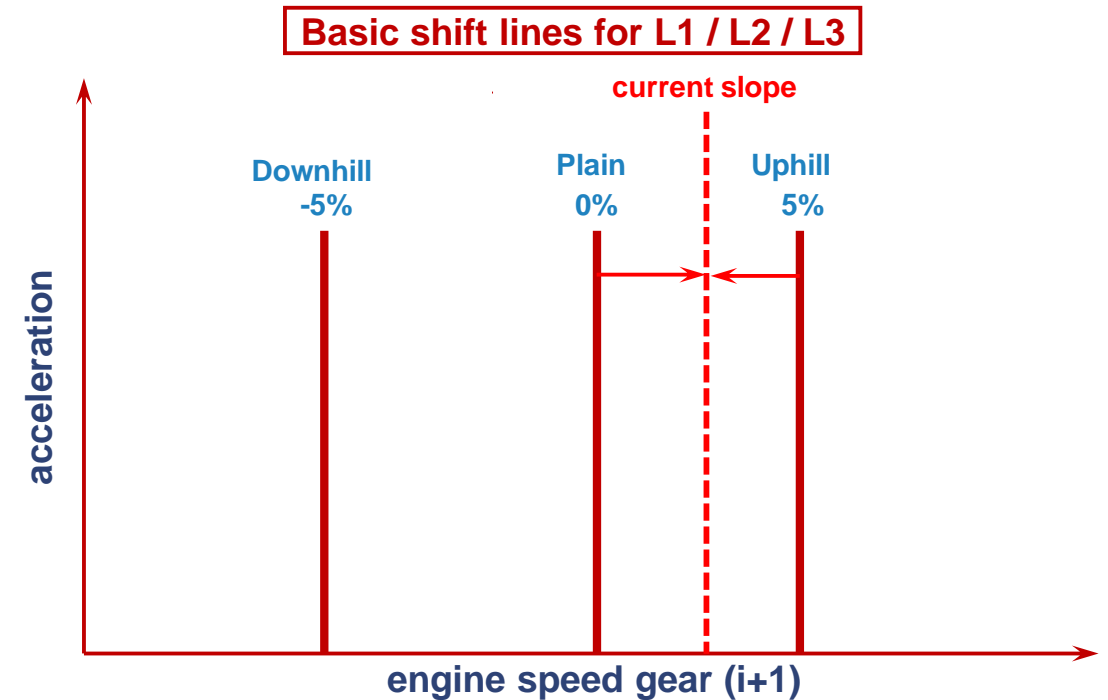 Basic shift lines for L1 / L2 / L3
current slope
Downhill
-5%
Plain
0%
Uphill
5%
acceleration
engine speed gear (i+1)